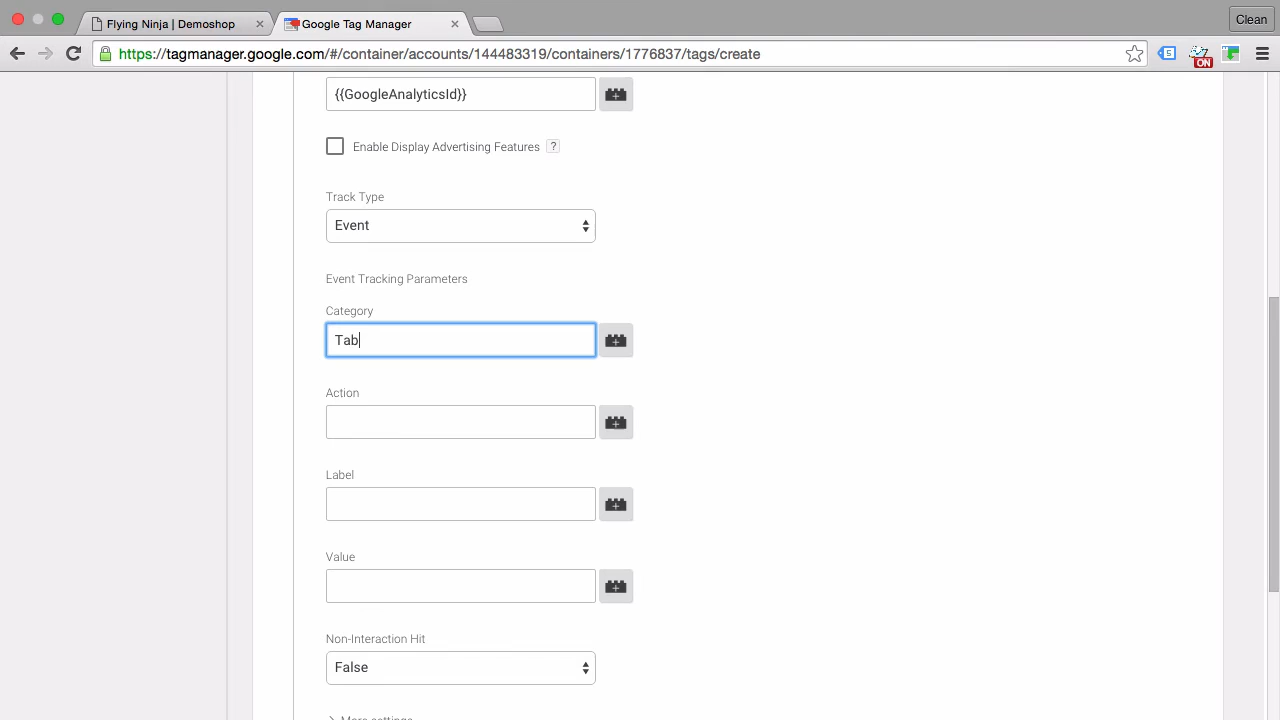 Flying Ninja | Demoshop
Google Tag Manager
Clean
https://tagmanager.google.com/#/container/accounts/144483319/containers/1776837/tags/create
5
ON
{{GoogleAnalyticsId}}
Enable Display Advertising Features ?
Track Type
Event
Event Tracking Parameters
Category
Tab
Action
Label
Value
Non-Interaction Hit
False
More settings